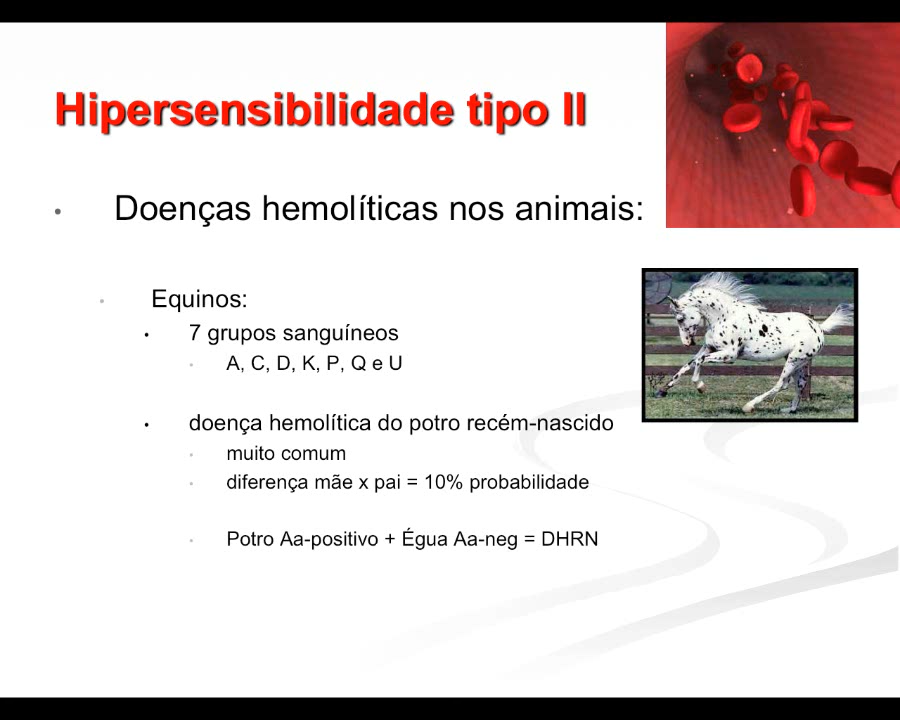 Hipersensibilidade tipo II
Doenças hemolíticas nos animais:
Equinos:
7 grupos sanguíneos
A, C, D, K, P, Q e U
doença hemolítica do potro recém-nascido
muito comum
diferença mãe x pai = 10% probabilidade
Potro Aa-positivo + Égua Aa-neg = DHRN